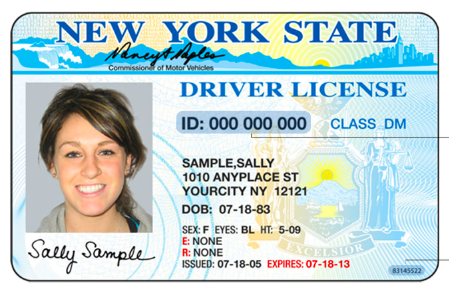 NEW YORK STATE
Nancy A Naples
Commissioner of Motor Vehicles
DRIVER LICENSE
ID: 000 000 000 CLASS DM
SAMPLE,SALLY
1010 ANYPLACE ST
YOURCITY NY 12121
DOB: 07-18-83
SEX: F EYES: BL HT: 5-09
E: NONE
R: NONE
ISSUED: 07-18-05 EXPIRES: 07-18-13
Sally Sample
EXCELSIOR
83145522